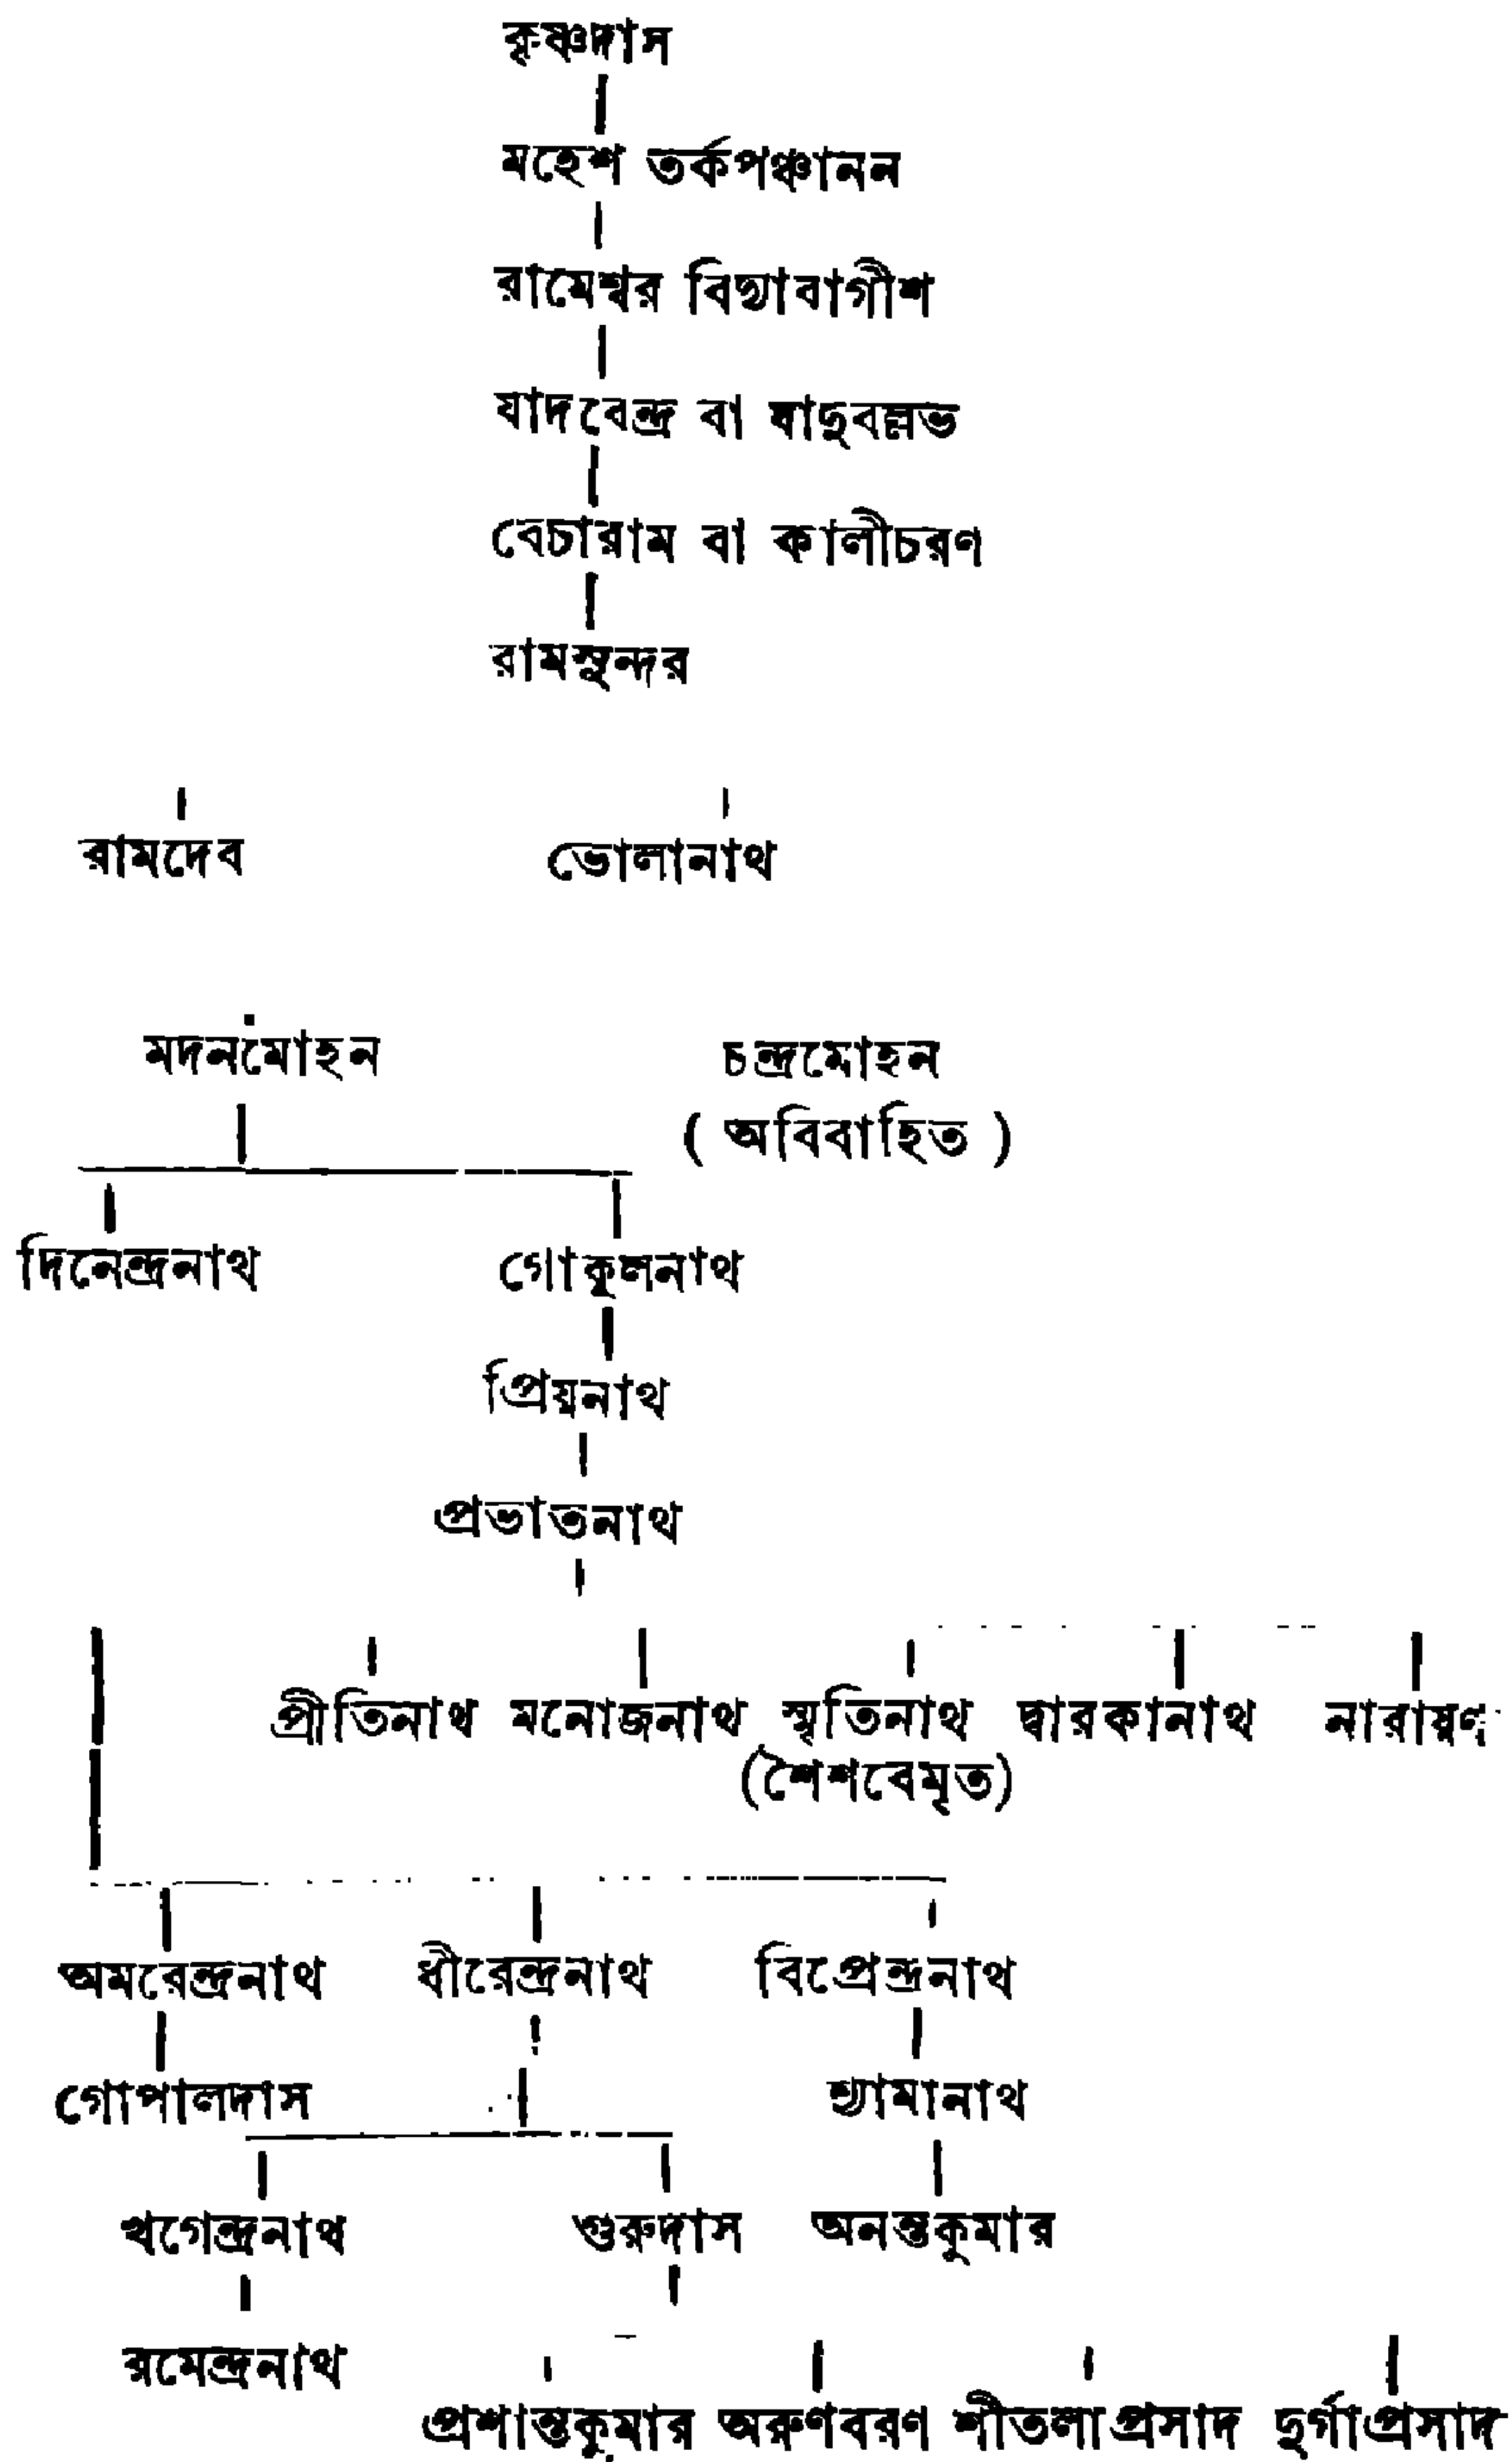 কৃষ্ণদাস
মহেশ তর্কপঞ্চানন
রামেশ্বর বিদ্যাবাগীশ
যাদবেন্দ্র বা যাদুবল্লভ
বেচারাম বা কালীচরণ
রামসুন্দর
রামদেব ভোলানাথ
মদনমোহন চন্দ্রমোহন
( অবিবাহিত )
দিনেন্দ্রনাথ গোকুলনাথ
প্রিয়নাথ
প্রভাতনাথ
প্রীতিনাথ মনোজনাথ স্মৃতিনাথ দ্বারকানাথ নারায়ণ
(শৈশবেমৃত)
অমরেন্দ্রনাথ ধীরেন্দ্রনাথ বিপ্রেন্দ্রনাথ
গোপালদাস শ্যামানাথ
খগেন্দ্রনাথ গুরুদাস অনন্তকুমার
রমেন্দ্রনাথ
প্রশান্তকুমার অরুণবরণ শীতলাপ্রসাদ দুর্গাপ্রসাদ